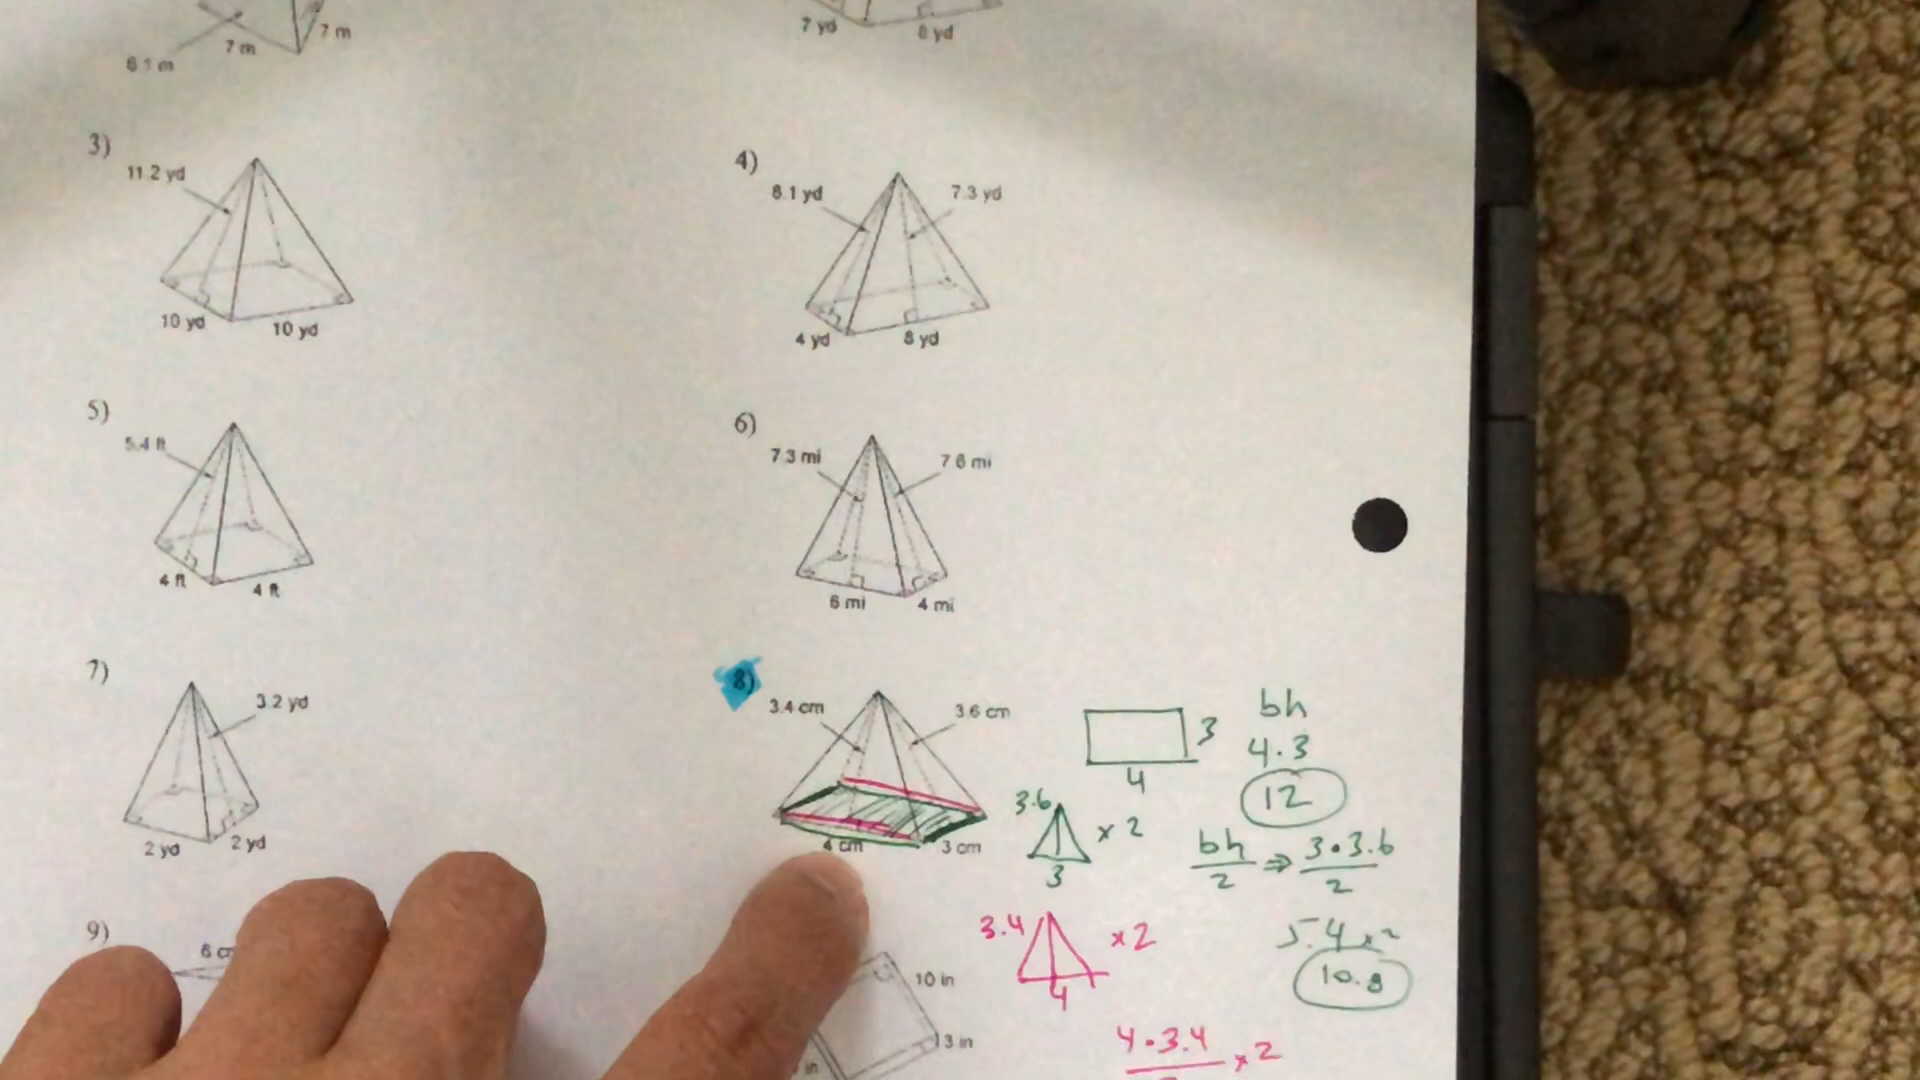 7 m
7 m
6.1 m
7 yd
8 yd
3)
11.2 yd
10 yd
10 yd
4)
8.1 yd
7.3 yd
4 yd
8 yd
5)
5.4 ft
4 ft
4 ft
6)
7.3 mi
7.6 mi
6 mi
4 mi
7)
3.2 yd
2 yd
2 yd
8)
3.4 cm
3.6 cm
4 cm
3 cm
3
4
bh
4·3
12
3.6
×2
3
bh/2 ⇒ 3·3.6/2
5.4 ×2
10.8
3.4
×2
4
4·3.4
×2
9)
10 in
3 in
in